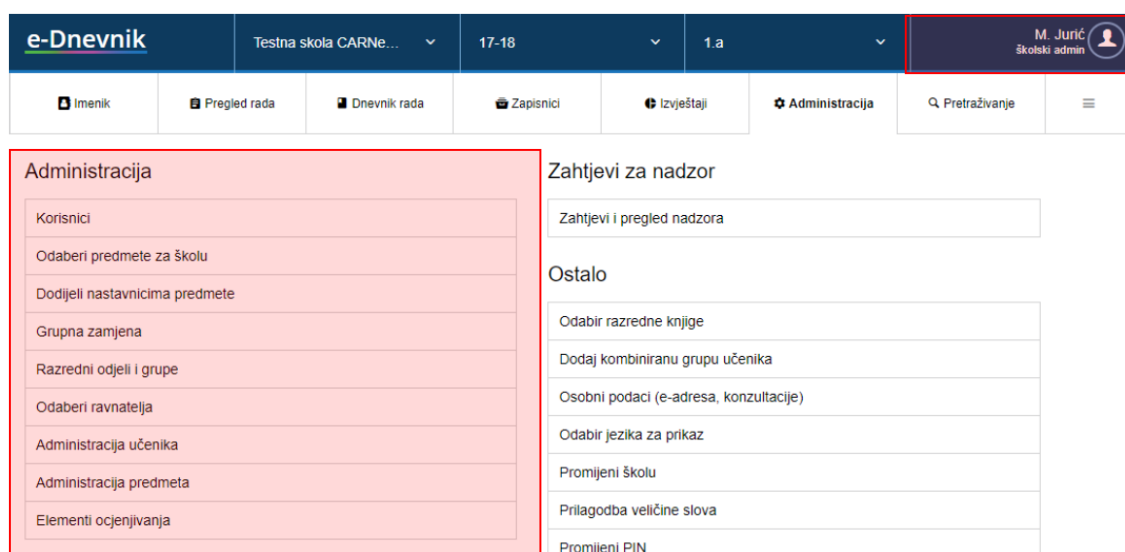 e-Dnevnik
Testna skola CARNe...
17-18
1.a
M. Jurić
školski admin
Imenik
Pregled rada
Dnevnik rada
Zapisnici
Izvještaji
Administracija
Pretraživanje
Administracija
Korisnici
Odaberi predmete za školu
Dodijeli nastavnicima predmete
Grupna zamjena
Razredni odjeli i grupe
Odaberi ravnatelja
Administracija učenika
Administracija predmeta
Elementi ocjenjivanja
Zahtjevi za nadzor
Zahtjevi i pregled nadzora
Ostalo
Odabir razredne knjige
Dodaj kombiniranu grupu učenika
Osobni podaci (e-adresa, konzultacije)
Odabir jezika za prikaz
Promijeni školu
Prilagodba veličine slova
Promijeni PIN